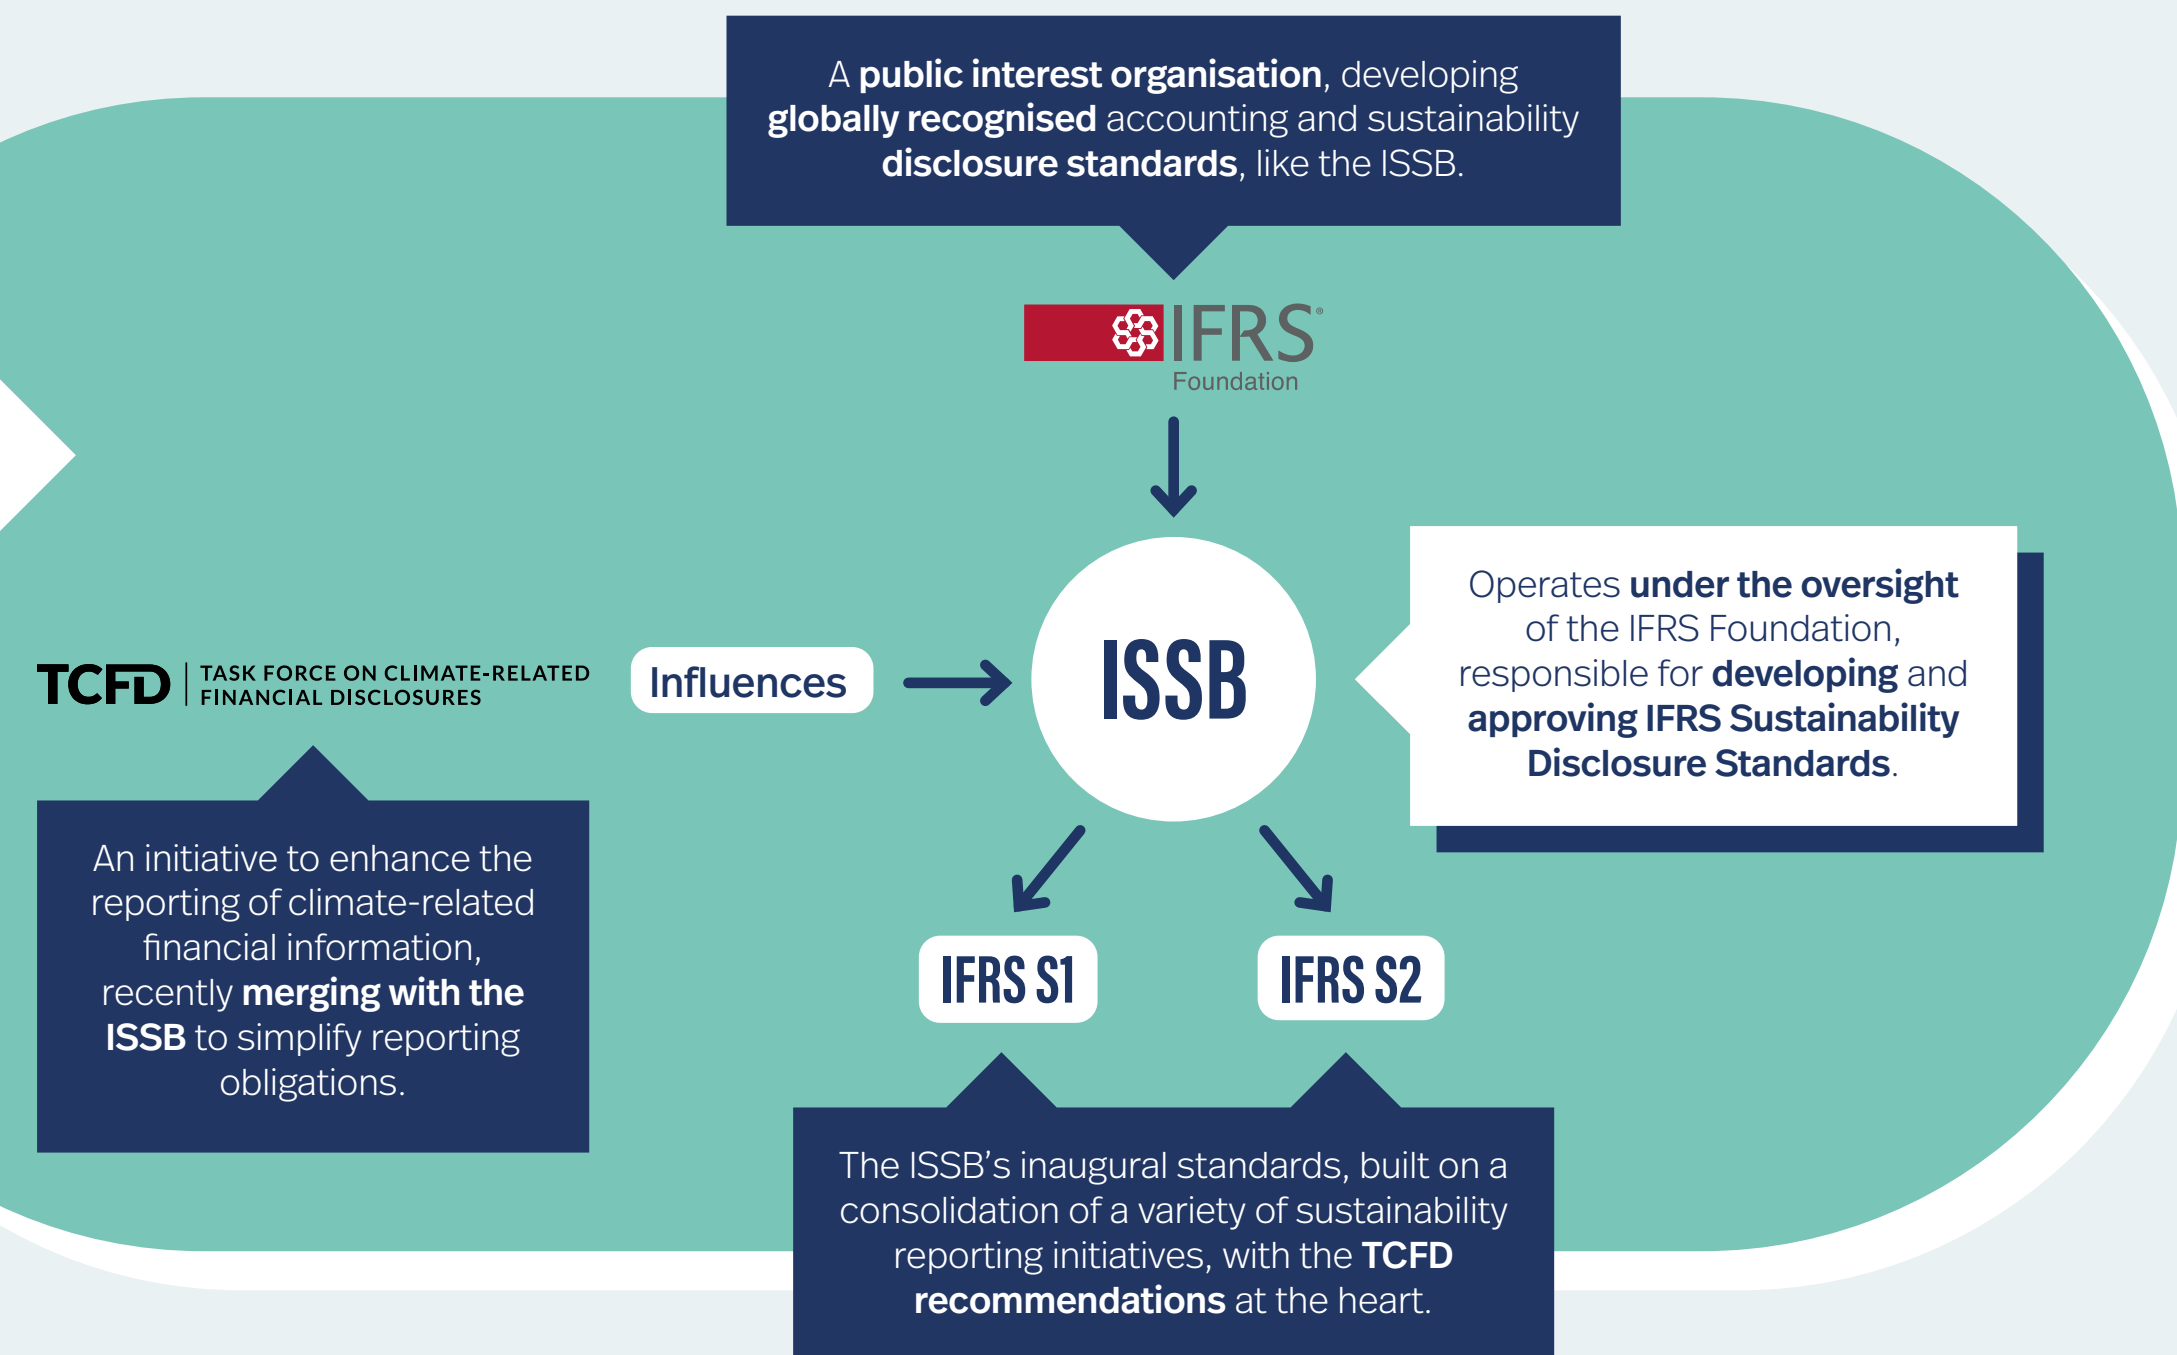 A public interest organisation, developing
globally recognised accounting and sustainability
disclosure standards, like the ISSB.
IFRS®
Foundation
TCFD
TASK FORCE ON CLIMATE-RELATED
FINANCIAL DISCLOSURES
Influences
ISSB
Operates under the oversight
of the IFRS Foundation,
responsible for developing and
approving IFRS Sustainability
Disclosure Standards.
An initiative to enhance the
reporting of climate-related
financial information,
recently merging with the
ISSB to simplify reporting
obligations.
IFRS S1
IFRS S2
The ISSB’s inaugural standards, built on a
consolidation of a variety of sustainability
reporting initiatives, with the TCFD
recommendations at the heart.